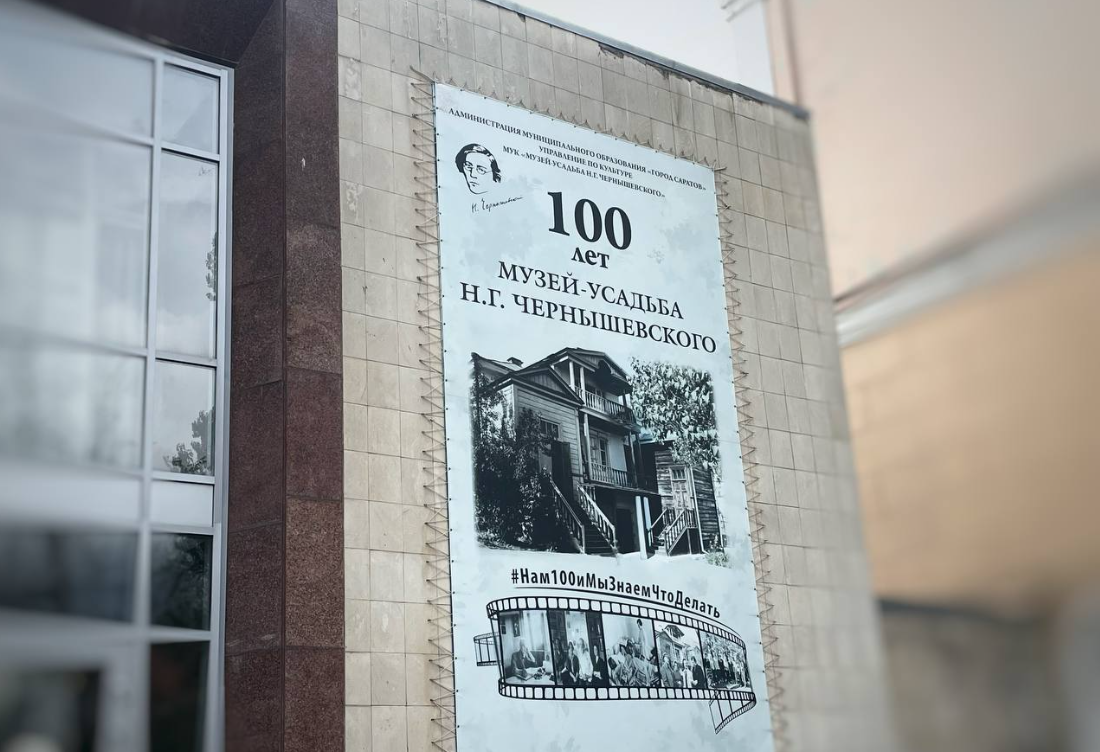 АДМИНИСТРАЦИЯ МУНИЦИПАЛЬНОГО ОБРАЗОВАНИЯ «ГОРОД САРАТОВ»
УПРАВЛЕНИЕ ПО КУЛЬТУРЕ
МУК «МУЗЕЙ УСАДЬБА Н.Г. ЧЕРНЫШЕВСКОГО»
100
лет
МУЗЕЙ-УСАДЬБА
Н.Г. ЧЕРНЫШЕВСКОГО
#Нам100иМыЗнаемЧтоДелать